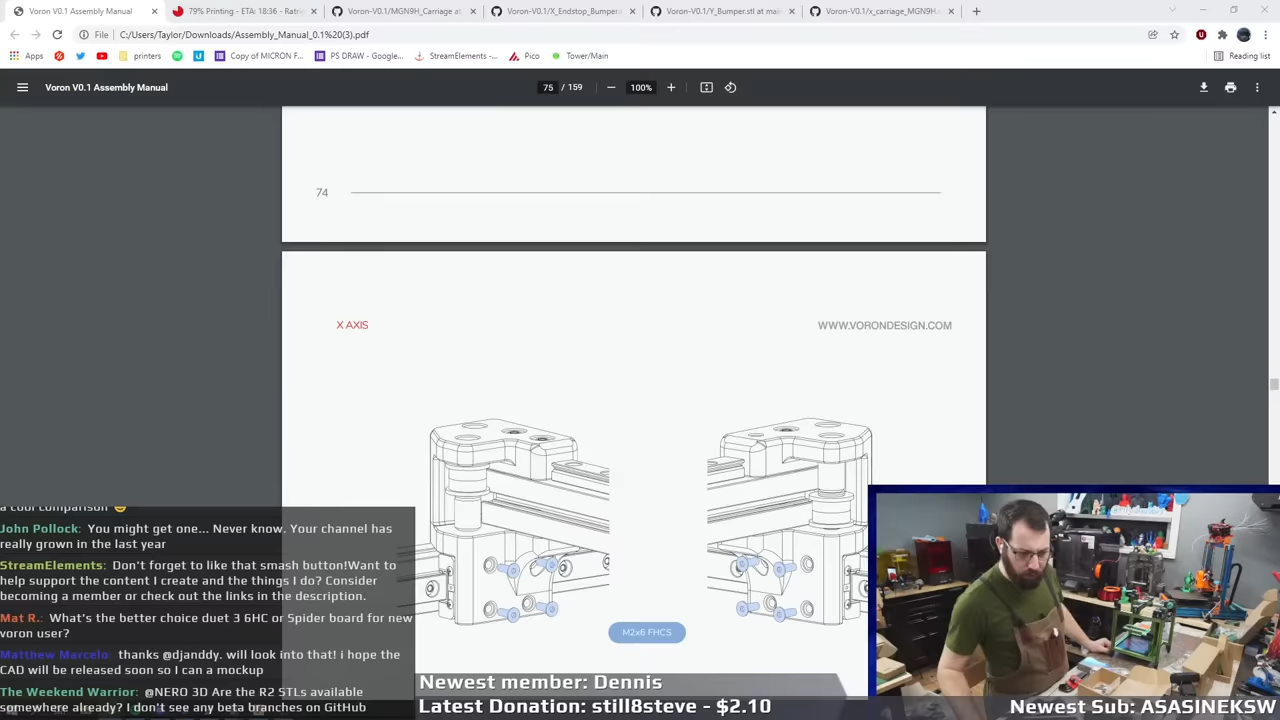 Voron V0.1 Assembly Manual
79% Printing - ETA: 18:36 - Ratri
Voron-V0.1/MGN9H_Carriage at
Voron-V0.1/X_Endstop_Bumper.
Voron-V0.1/Y_Bumper.stl at main
Voron-V0.1/x_carriage_MGN9H.
File
C:/Users/Taylor/Downloads/Assembly_Manual_0.1%20(3).pdf
Apps
printers
Copy of MICRON F...
PS DRAW - Google...
StreamElements -...
Pico
Tower/Main
Reading list
Voron V0.1 Assembly Manual
75 / 159
100%
74
X AXIS
WWW.VORONDESIGN.COM
M2x6 FHCS
a cool comparison
John Pollock: You might get one... Never know. Your channel has
really grown in the last year
StreamElements: Don't forget to like that smash button!Want to
help support the content I create and the things I do? Consider
becoming a member or check out the links in the description.
Mat R.: What's the better choice duet 3 6HC or Spider board for new
voron user?
Matthew Marcelo: thanks @djanddy. will look into that! i hope the
CAD will be released soon so I can a mockup
The Weekend Warrior: @NERO 3D Are the R2 STLs available
somewhere already? I don't see any beta branches on GitHub
Newest member: Dennis
Latest Donation: still8steve - $2.10
Newest Sub: ASASINEKSW